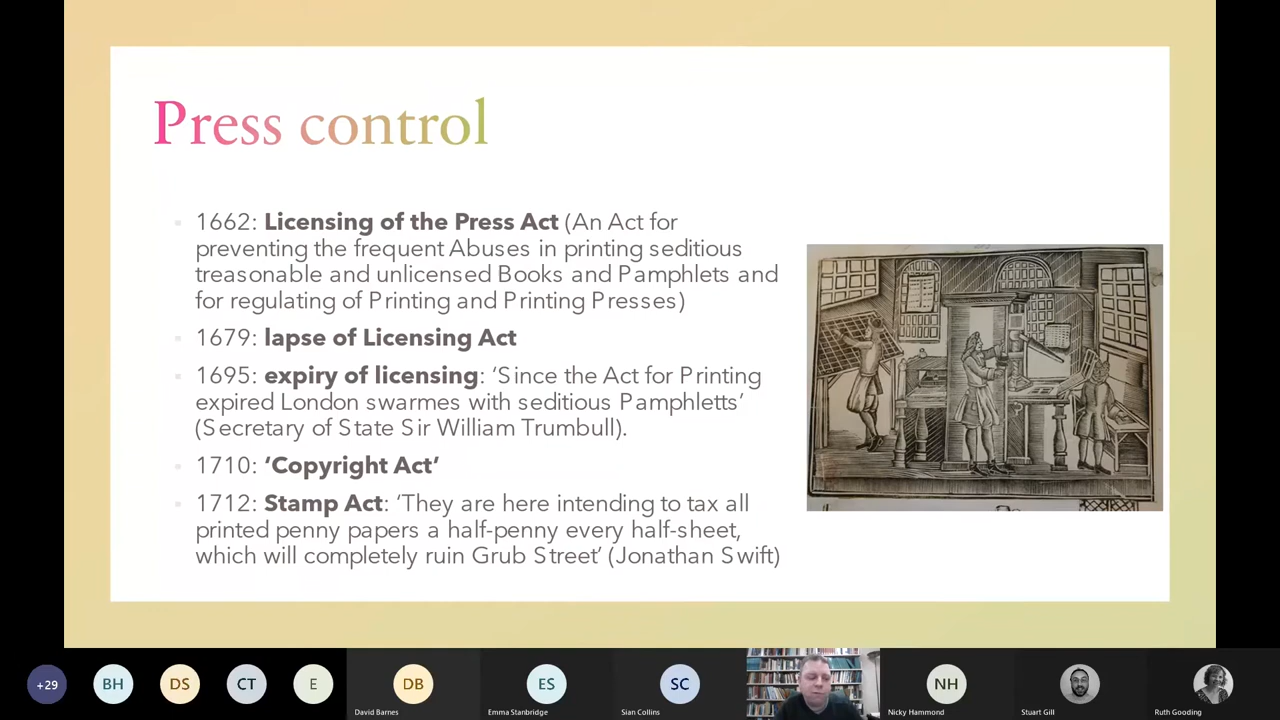 Press control
1662: Licensing of the Press Act (An Act for
preventing the frequent Abuses in printing seditious
treasonable and unlicensed Books and Pamphlets and
for regulating of Printing and Printing Presses)
1679: lapse of Licensing Act
1695: expiry of licensing: ‘Since the Act for Printing
expired London swarmes with seditious Pamphletts’
(Secretary of State Sir William Trumbull).
1710: ‘Copyright Act’
1712: Stamp Act: ‘They are here intending to tax all
printed penny papers a half-penny every half-sheet,
which will completely ruin Grub Street’ (Jonathan Swift)
+29
BH
DS
CT
E
DB
David Barnes
ES
Emma Stanbridge
SC
Sian Collins
NH
Nicky Hammond
Stuart Gill
Ruth Gooding